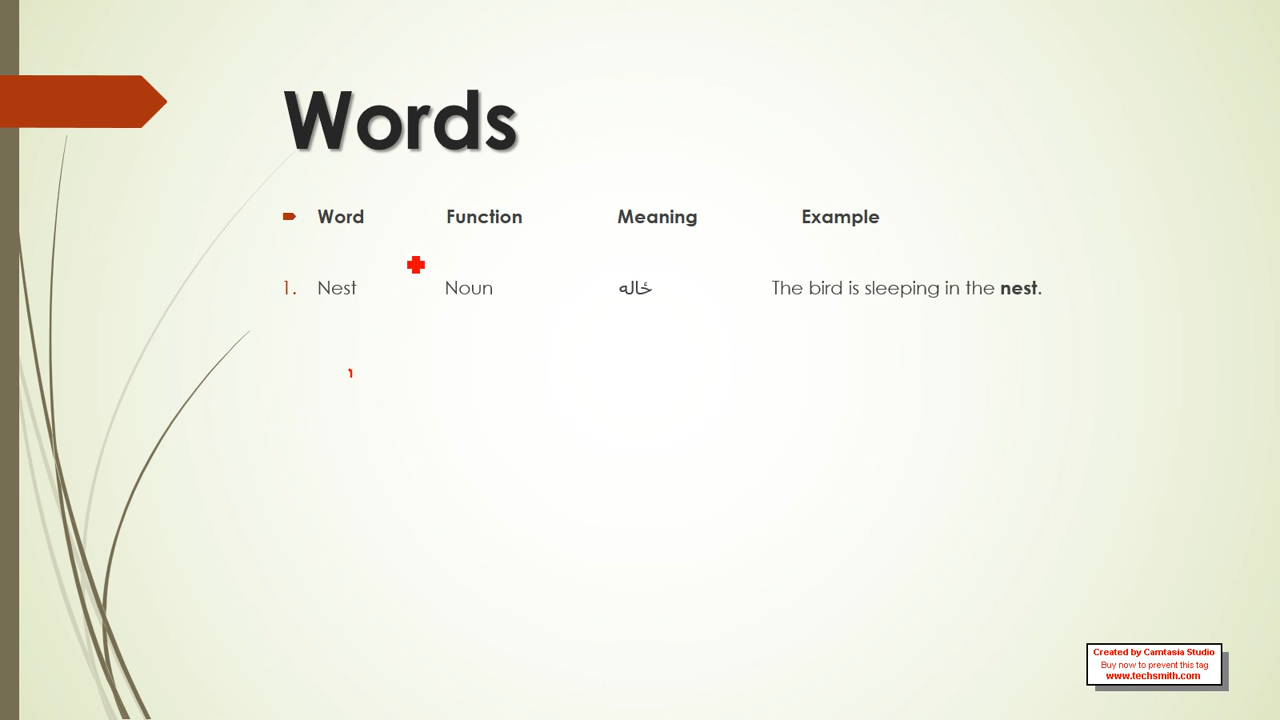 Words
Word Function Meaning Example
1. Nest Noun ځاله The bird is sleeping in the nest.
Created by Camtasia Studio
Buy now to prevent this tag
www.techsmith.com